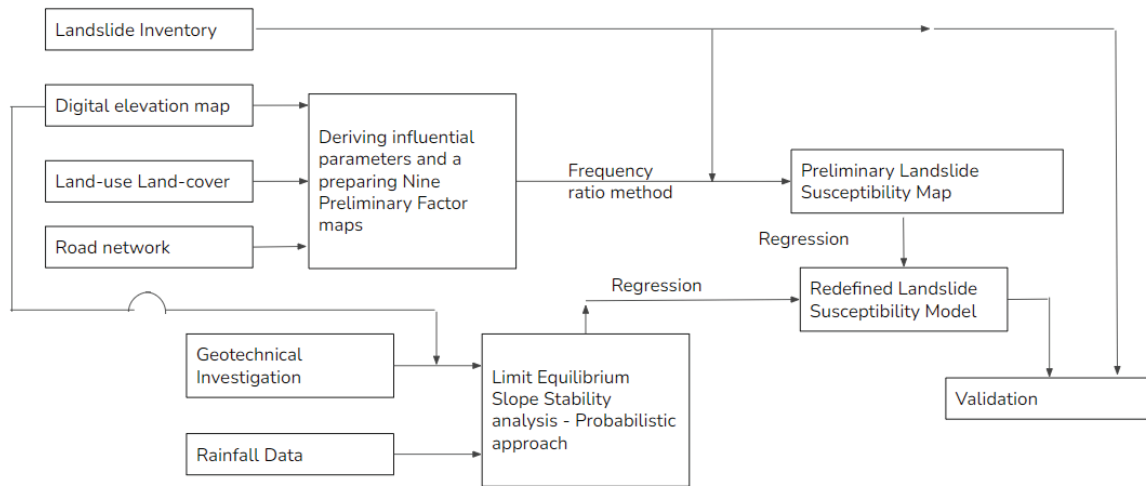 Landslide Inventory
Digital elevation map
Land-use Land-cover
Road network
Deriving influential
parameters and a
preparing Nine
Preliminary Factor
maps
Frequency
ratio method
Preliminary Landslide
Susceptibility Map
Regression
Regression
Redefined Landslide
Susceptibility Model
Geotechnical
Investigation
Rainfall Data
Limit Equilibrium
Slope Stability
analysis - Probabilistic
approach
Validation